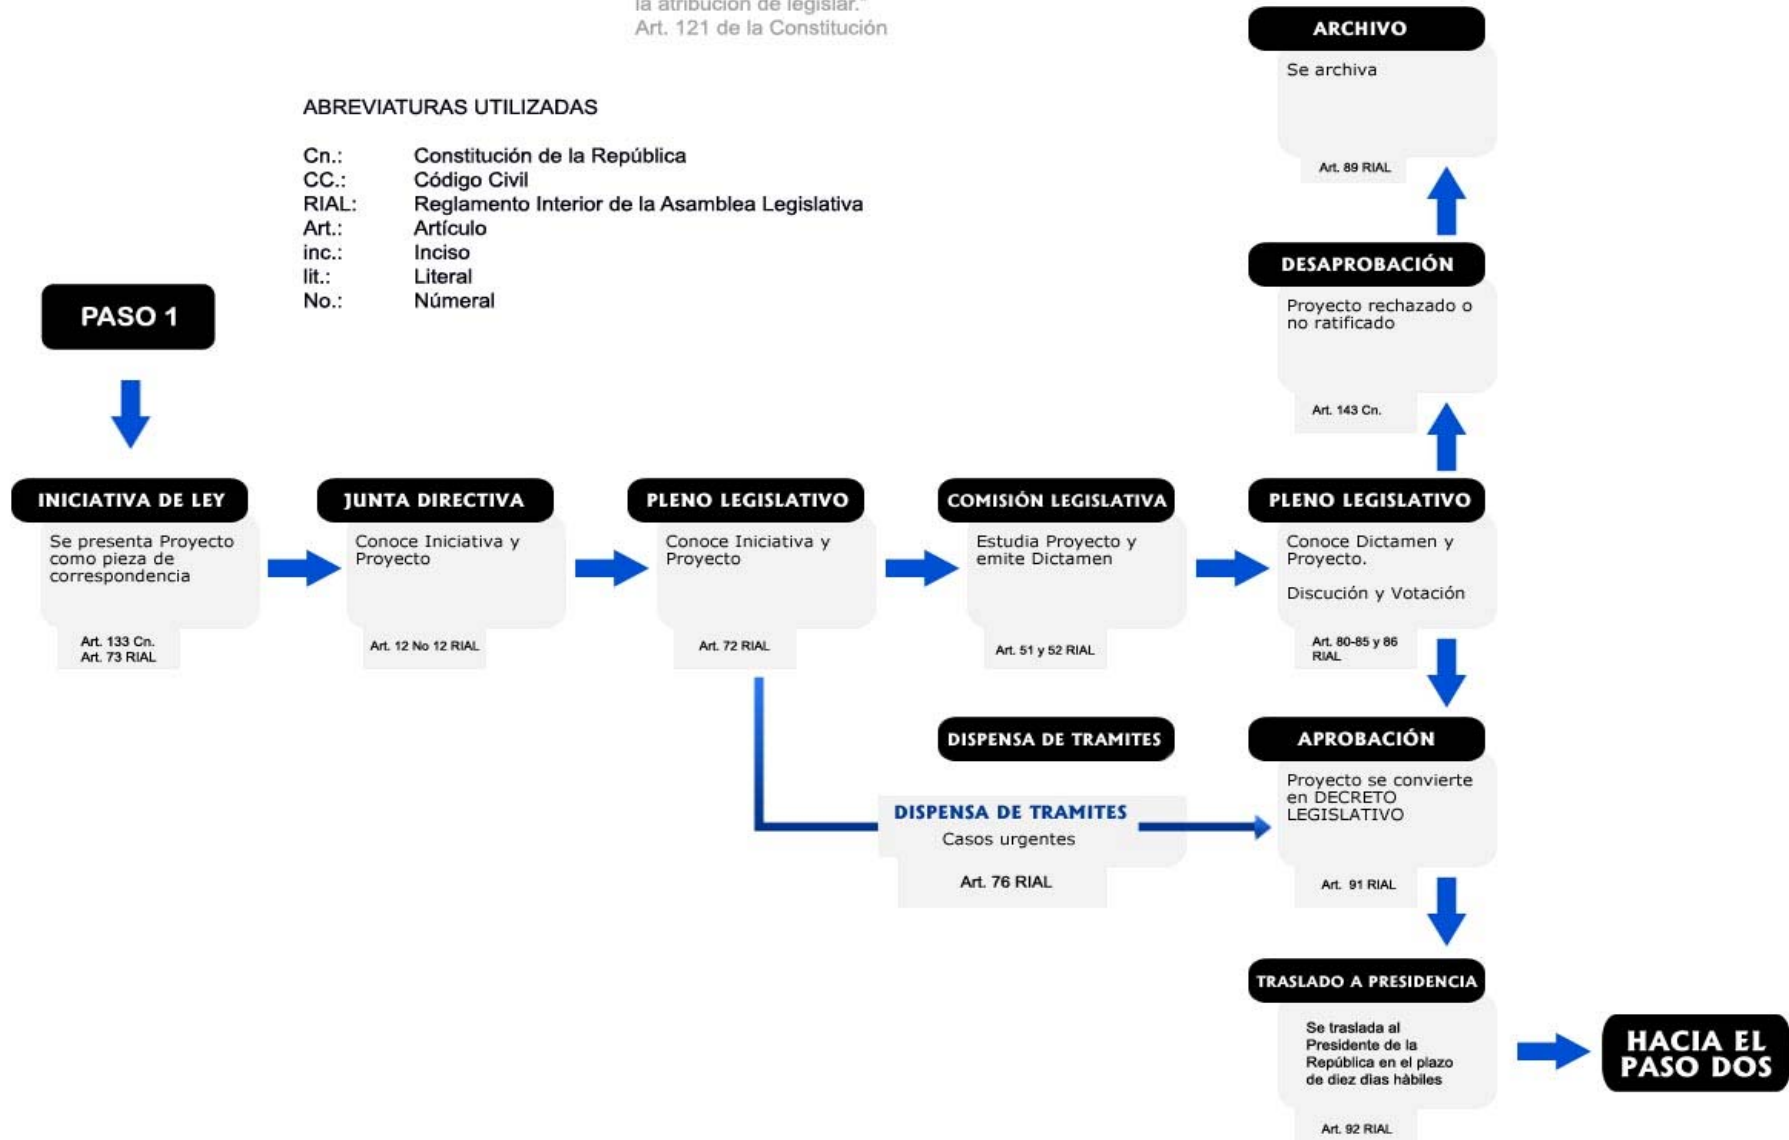 la atribución de legislar."
Art. 121 de la Constitución
ABREVIATURAS UTILIZADAS
Cn.: Constitución de la República
CC.: Código Civil
RIAL: Reglamento Interior de la Asamblea Legislativa
Art.: Artículo
inc.: Inciso
lit.: Literal
No.: Númeral
PASO 1
INICIATIVA DE LEY
Se presenta Proyecto
como pieza de
correspondencia
Art. 133 Cn.
Art. 73 RIAL
JUNTA DIRECTIVA
Conoce Iniciativa y
Proyecto
Art. 12 No 12 RIAL
PLENO LEGISLATIVO
Conoce Iniciativa y
Proyecto
Art. 72 RIAL
COMISIÓN LEGISLATIVA
Estudia Proyecto y
emite Dictamen
Art. 51 y 52 RIAL
PLENO LEGISLATIVO
Conoce Dictamen y
Proyecto.
Discución y Votación
Art. 80-85 y 86
RIAL
DESAPROBACIÓN
Proyecto rechazado o
no ratificado
Art. 143 Cn.
ARCHIVO
Se archiva
Art. 89 RIAL
DISPENSA DE TRAMITES
DISPENSA DE TRAMITES
Casos urgentes
Art. 76 RIAL
APROBACIÓN
Proyecto se convierte
en DECRETO
LEGISLATIVO
Art. 91 RIAL
TRASLADO A PRESIDENCIA
Se traslada al
Presidente de la
República en el plazo
de diez dìas hàbiles
Art. 92 RIAL
HACIA EL
PASO DOS